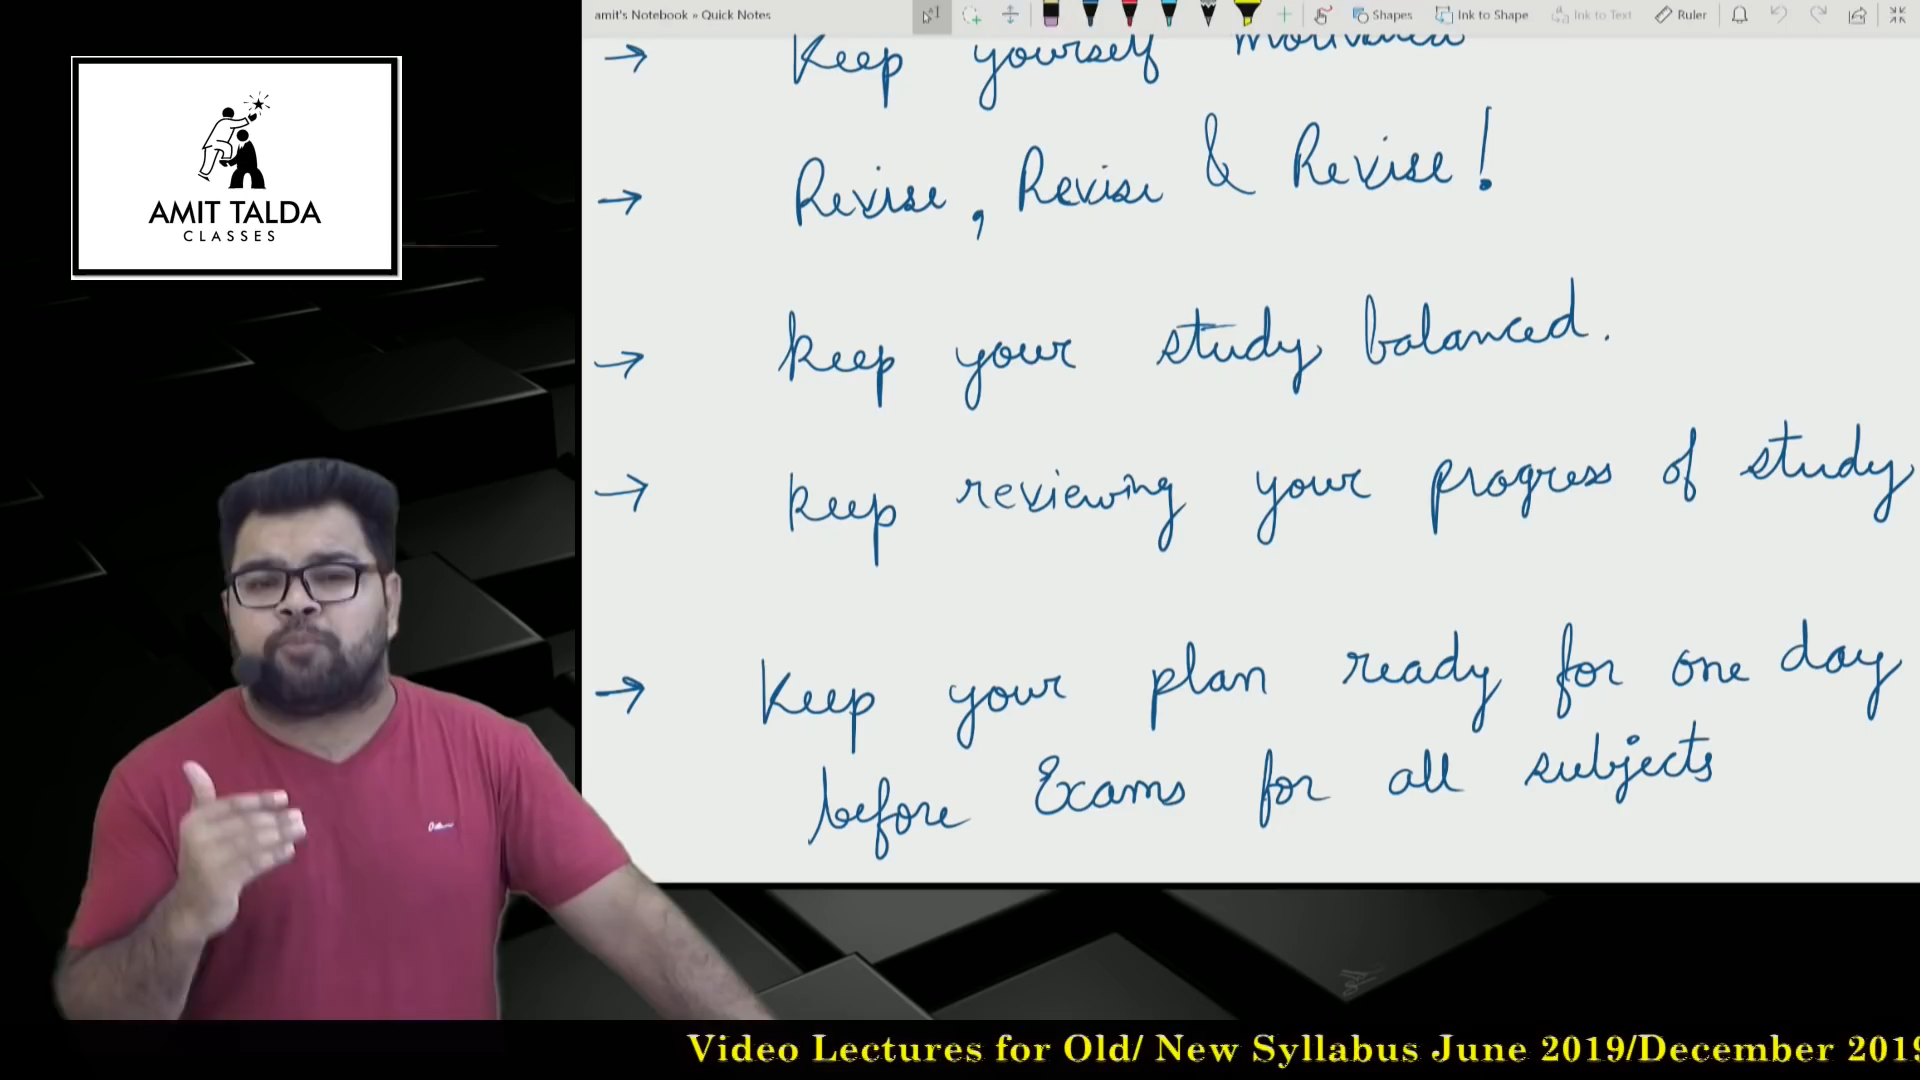 amit's Notebook » Quick Notes
Shapes
Ink to Shape
Ink to Text
Ruler
AMIT TALDA
CLASSES
→ Keep yourself motivated
→ Revise, Revise & Revise!
→ Keep your study balanced.
→ Keep reviewing your progress of study
→ Keep your plan ready for one day
before Exams for all subjects
Video Lectures for Old/ New Syllabus June 2019/December 2019